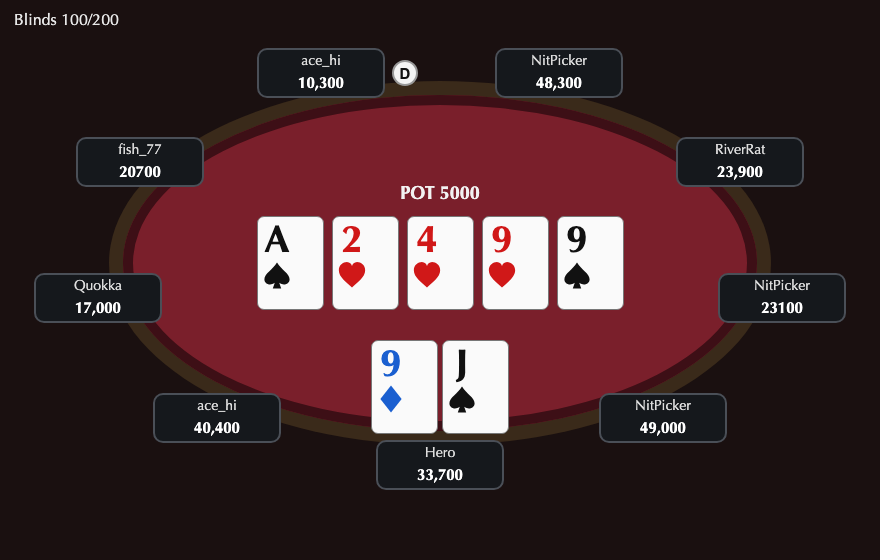 Blinds 100/200
ace_hi
10,300
D
NitPicker
48,300
fish_77
20700
RiverRat
23,900
POT 5000
A
2
4
9
9
Quokka
17,000
NitPicker
23100
9
J
ace_hi
40,400
NitPicker
49,000
Hero
33,700